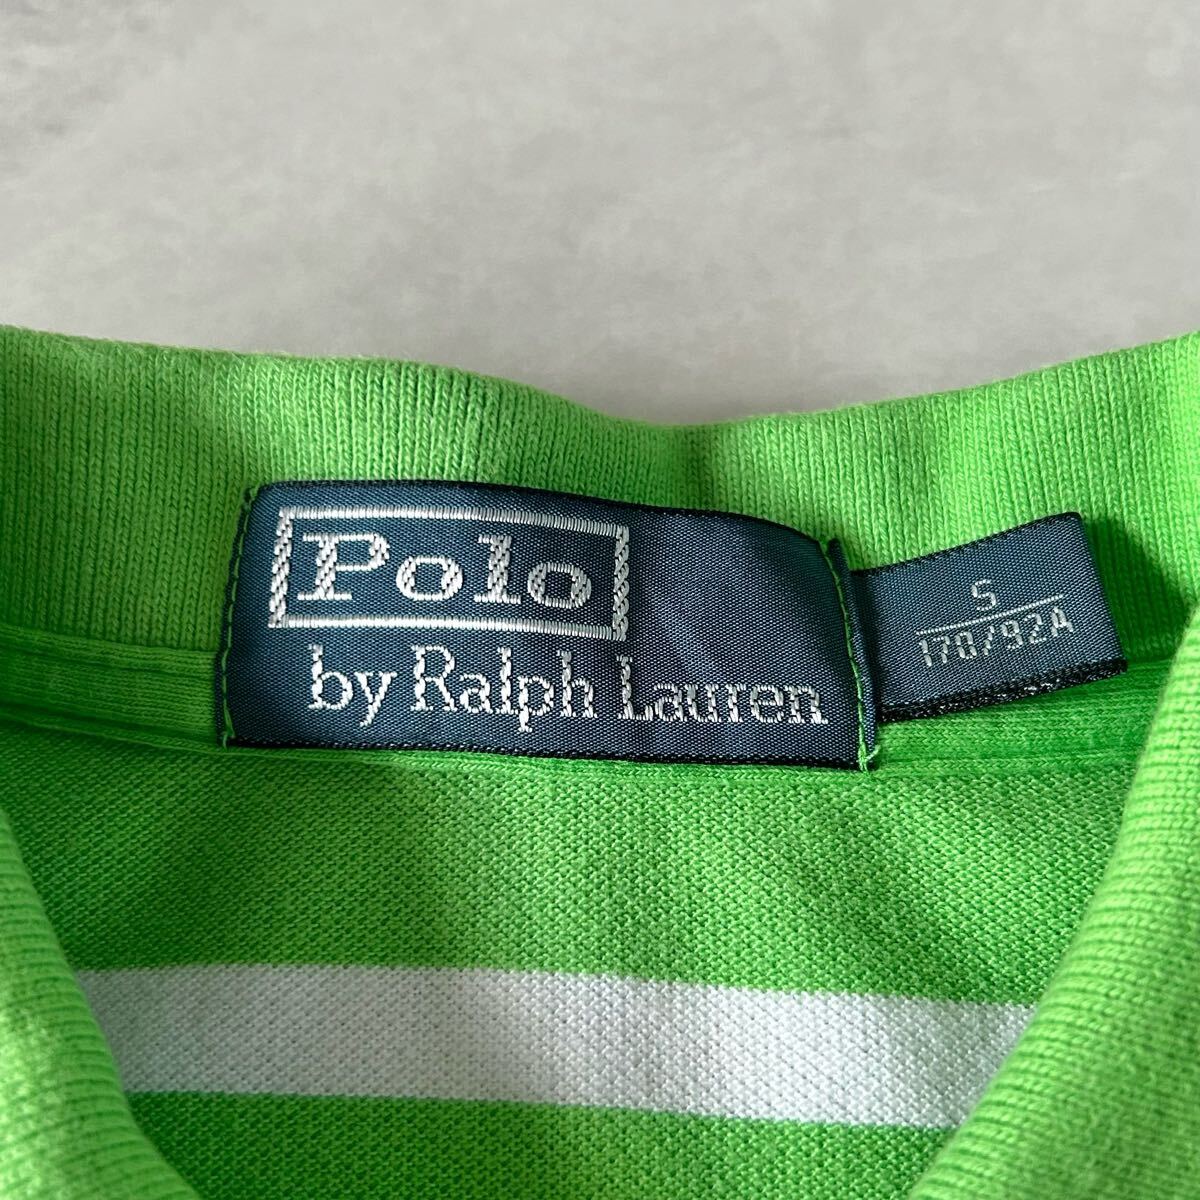 Polo
by Ralph Lauren
S
170/92A